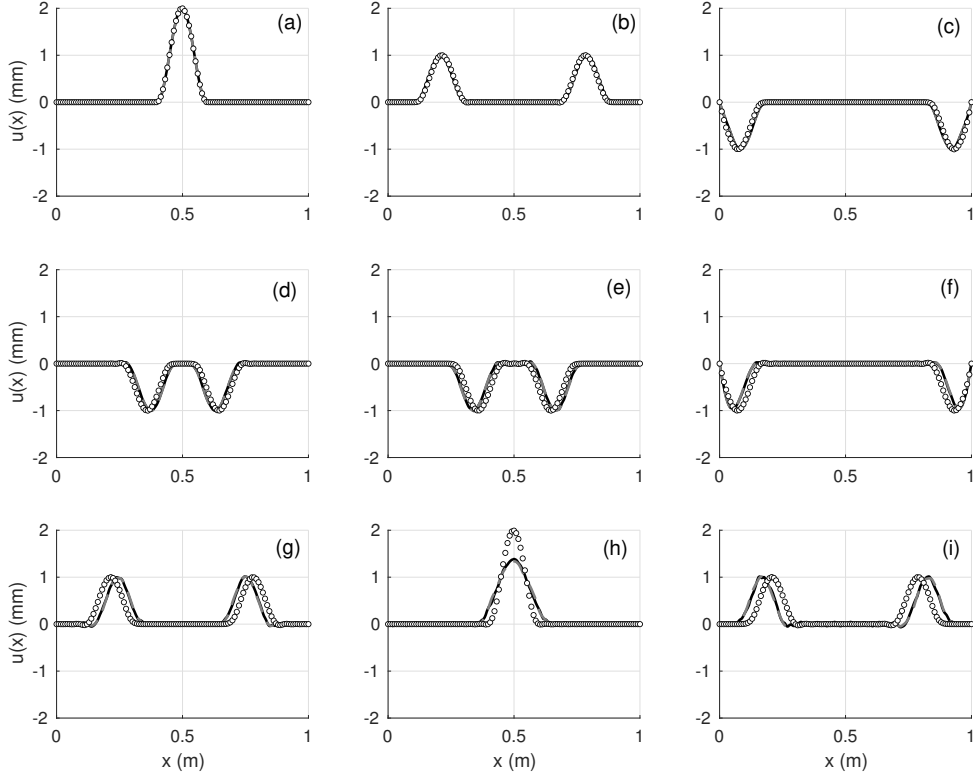 (a) (b) (c)
2 2 2
1 1 1
u(x) (mm) 0 0 0
-1 -1 -1
-2 -2 -2
0 0.5 1 0 0.5 1 0 0.5 1
(d) (e) (f)
2 2 2
1 1 1
u(x) (mm) 0 0 0
-1 -1 -1
-2 -2 -2
0 0.5 1 0 0.5 1 0 0.5 1
(g) (h) (i)
2 2 2
1 1 1
u(x) (mm) 0 0 0
-1 -1 -1
-2 -2 -2
0 0.5 1 0 0.5 1 0 0.5 1
x (m) x (m) x (m)